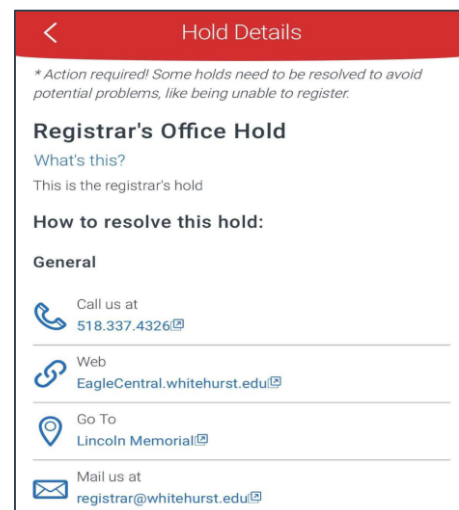 Hold Details
* Action required! Some holds need to be resolved to avoid
potential problems, like being unable to register.
Registrar's Office Hold
What's this?
This is the registrar's hold
How to resolve this hold:
General
Call us at
518.337.4326
Web
EagleCentral.whitehurst.edu
Go To
Lincoln Memorial
Mail us at
registrar@whitehurst.edu